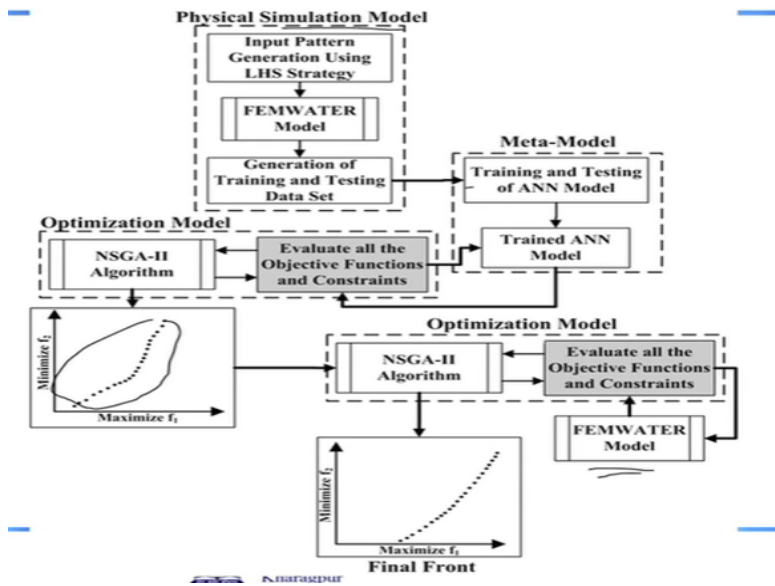 Physical Simulation Model
Input Pattern
Generation Using
LHS Strategy
FEMWATER
Model
Generation of
Training and Testing
Data Set
Meta-Model
Training and Testing
of ANN Model
Trained ANN
Model
Optimization Model
NSGA-II
Algorithm
Evaluate all the
Objective Functions
and Constraints
Minimize f₂
Maximize f₁
Optimization Model
NSGA-II
Algorithm
Evaluate all the
Objective Functions
and Constraints
FEMWATER
Model
Minimize f₂
Maximize f₁
Final Front